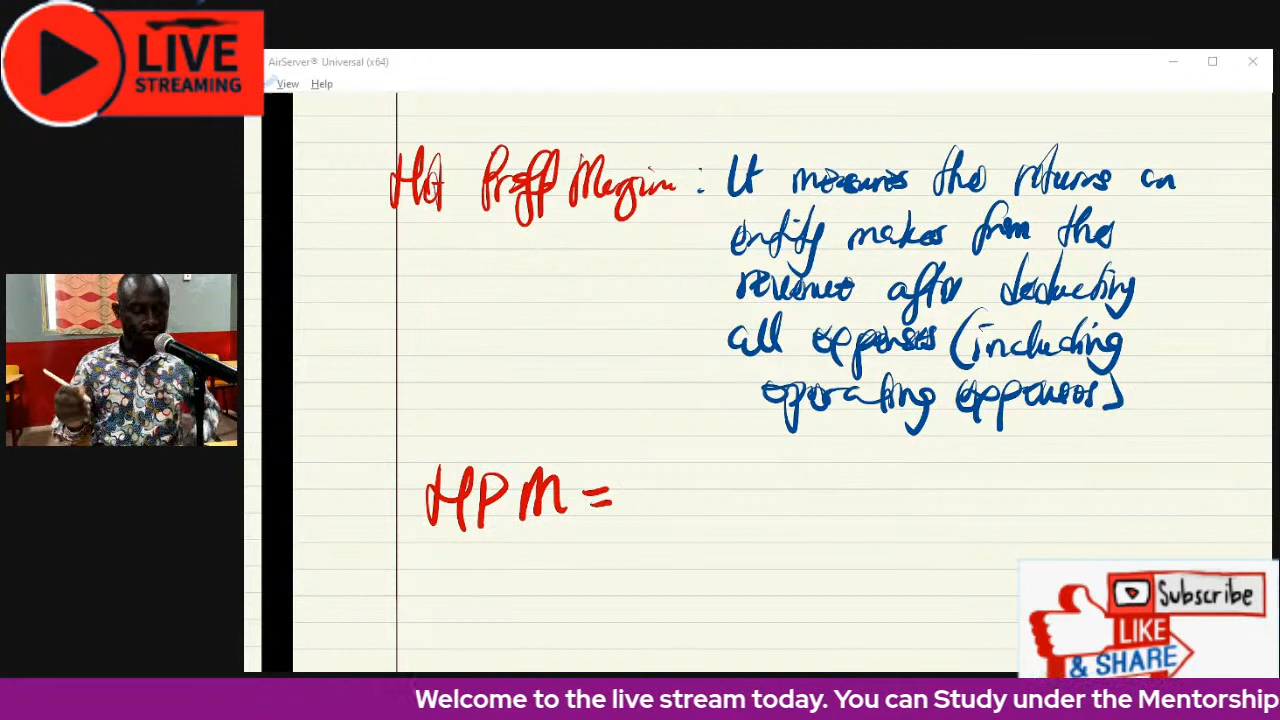 LIVE
STREAMING
AirServer® Universal (x64)
View Help
Net Profit Margin : It measures the returns an
entity makes from the
revenue after deducting
all expenses (including
operating expenses)
NPM =
Subscribe
LIKE
& SHARE
Welcome to the live stream today. You can Study under the Mentorship